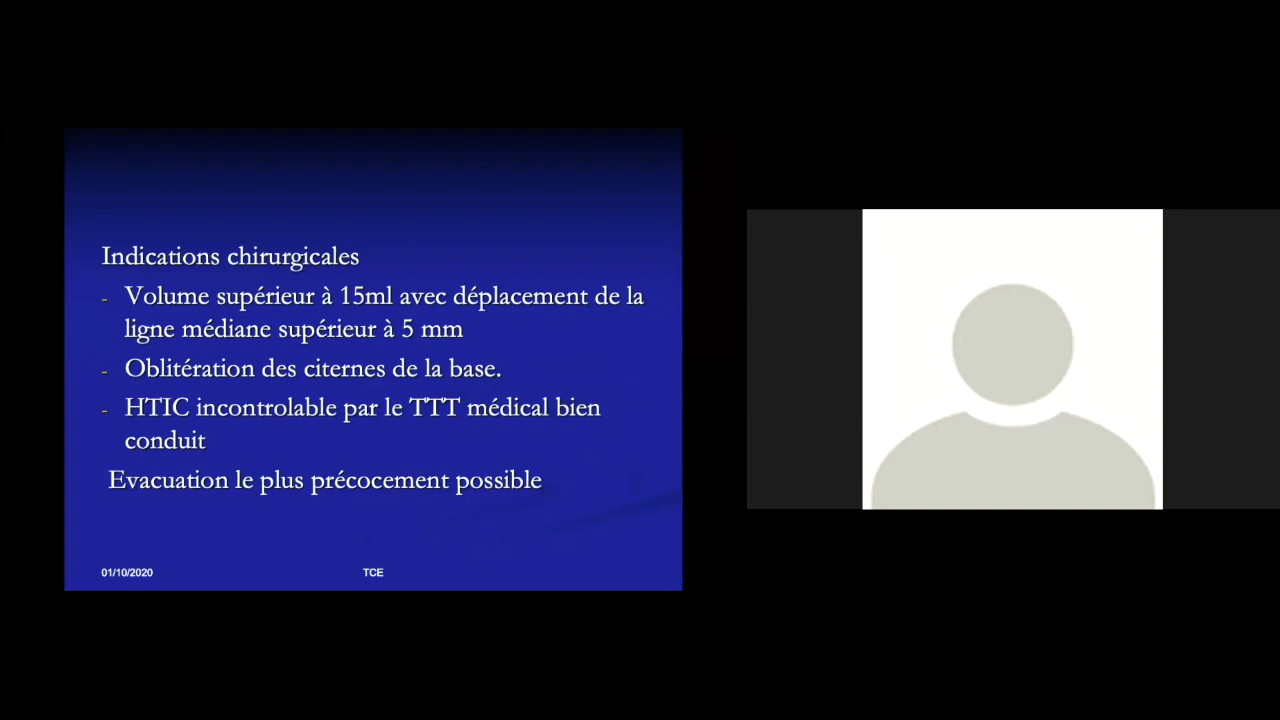 Indications chirurgicales
- Volume supérieur à 15ml avec déplacement de la
ligne médiane supérieur à 5 mm
- Oblitération des citernes de la base.
- HTIC incontrolable par le TTT médical bien
conduit
Evacuation le plus précocement possible
01/10/2020
TCE